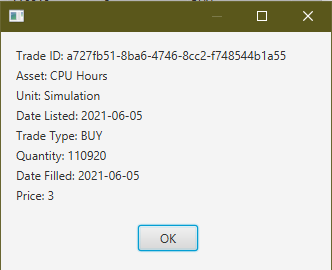 Trade ID: a727fb51-8ba6-4746-8cc2-f748544b1a55
Asset: CPU Hours
Unit: Simulation
Date Listed: 2021-06-05
Trade Type: BUY
Quantity: 110920
Date Filled: 2021-06-05
Price: 3
OK